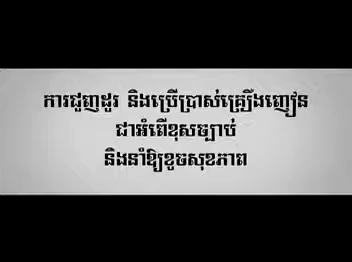 ការជួញដូរ និងប្រើប្រាស់គ្រឿងញៀន
ជាអំពើខុសច្បាប់
និងនាំឱ្យខូចសុខភាព